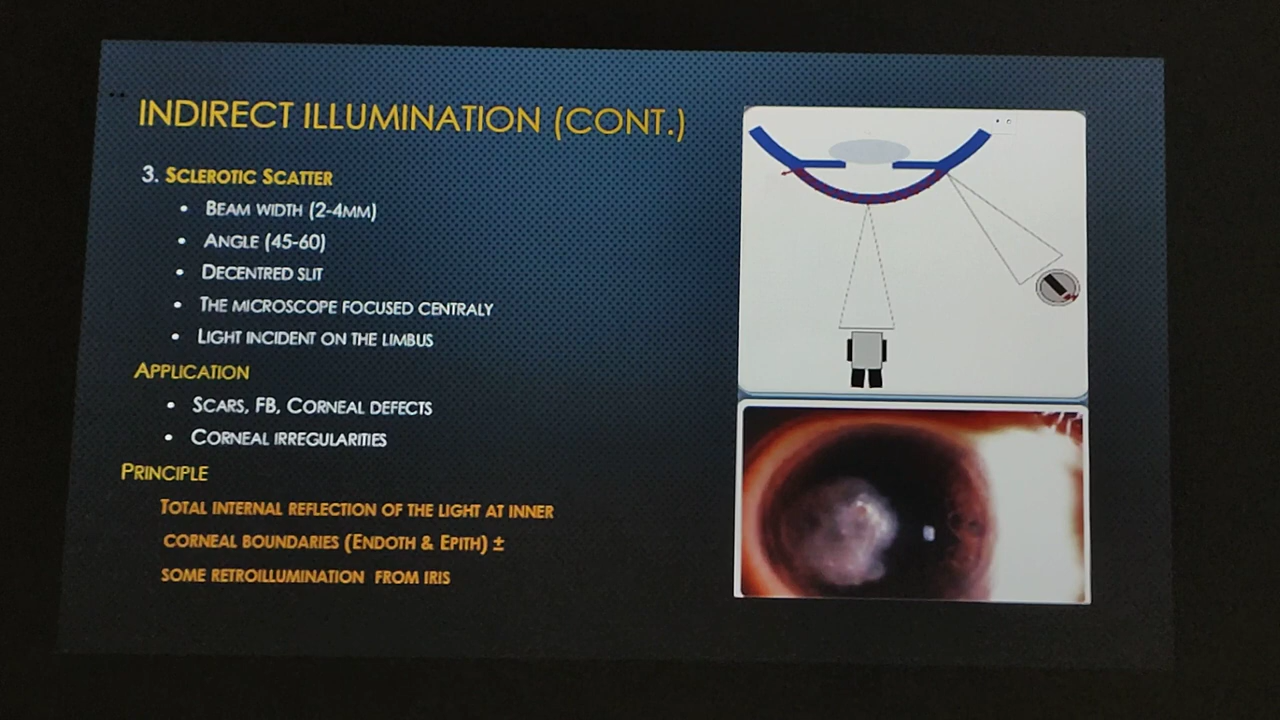 INDIRECT ILLUMINATION (CONT.)
3. SCLEROTIC SCATTER
• BEAM WIDTH (2-4MM)
• ANGLE (45-60)
• DECENTRED SLIT
• THE MICROSCOPE FOCUSED CENTRALY
• LIGHT INCIDENT ON THE LIMBUS
APPLICATION
• SCARS, FB, CORNEAL DEFECTS
• CORNEAL IRREGULARITIES
PRINCIPLE
TOTAL INTERNAL REFLECTION OF THE LIGHT AT INNER
CORNEAL BOUNDARIES (ENDOTH & EPITH) ±
SOME RETROILLUMINATION FROM IRIS